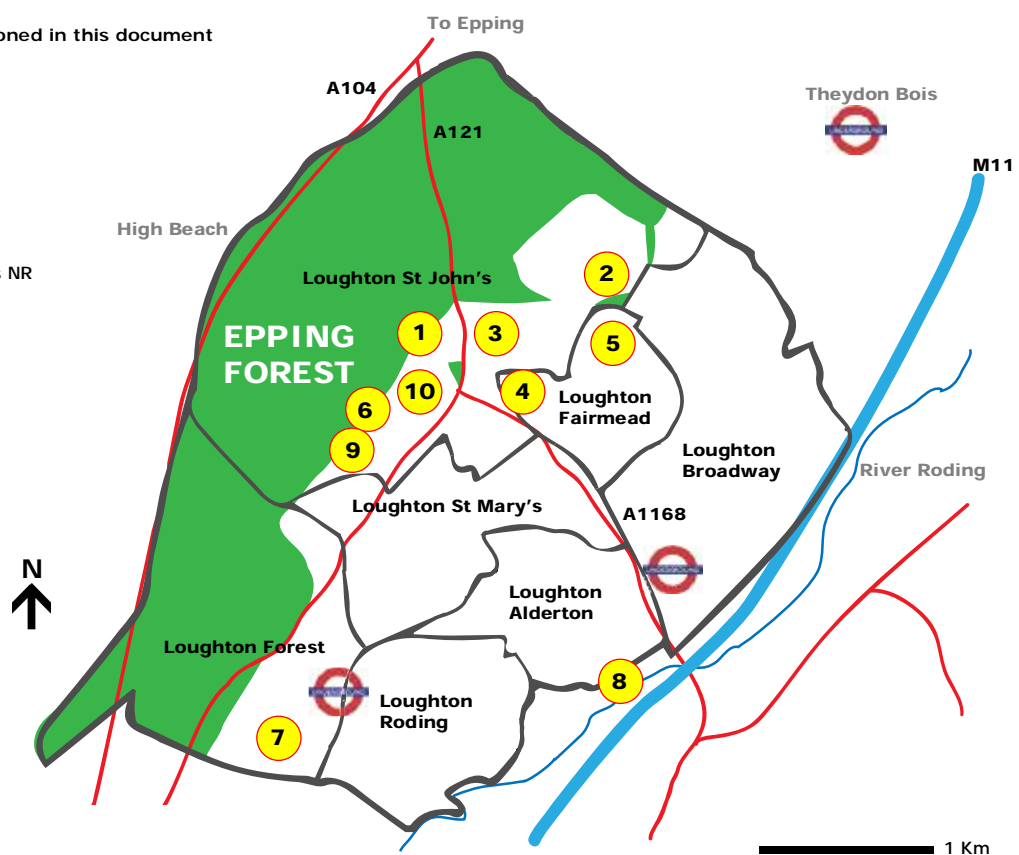 oned in this document
To Epping
A104
Theydon Bois
UNDERGROUND
A121
M11
High Beach
s NR
Loughton St John's
2
EPPING
FOREST
1
3
5
10
4
Loughton
Fairmead
6
9
Loughton
Broadway
River Roding
Loughton St Mary's
A1168
N
Loughton
Alderton
Loughton Forest
8
Loughton
Roding
7
1 Km